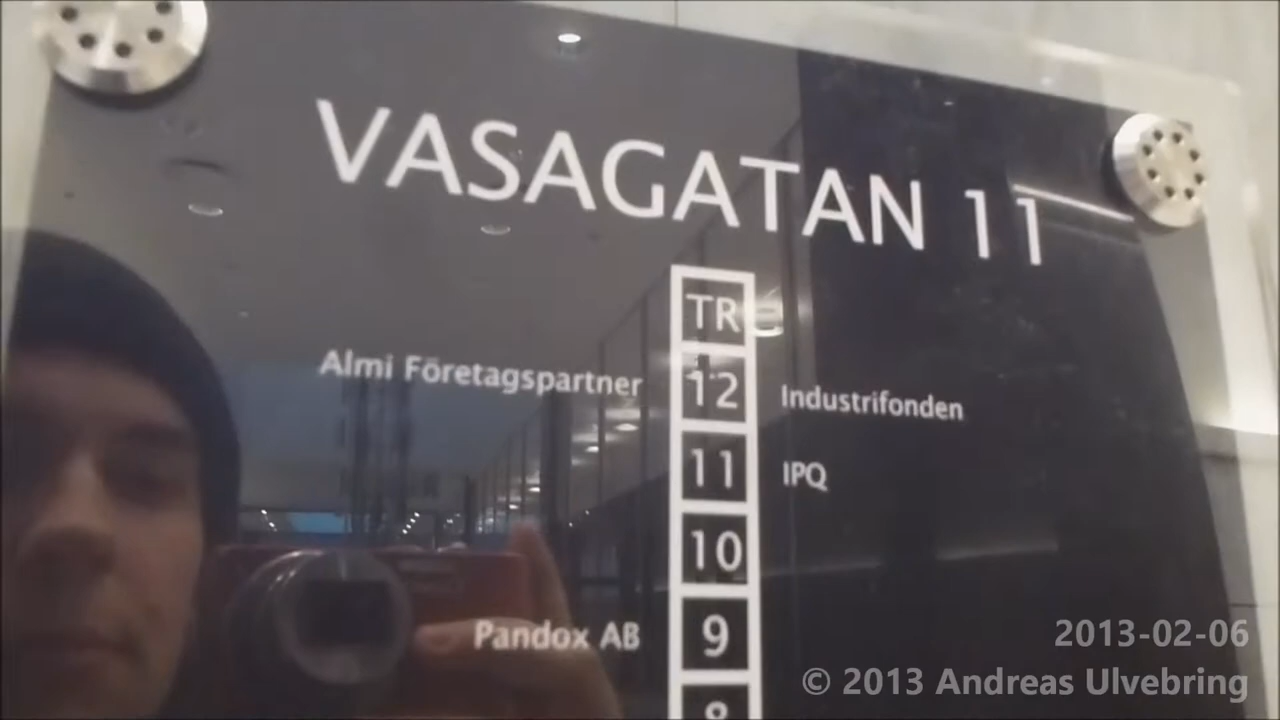 VASAGATAN 11
TR
Almi Företagspartner 12 Industrifonden
11 IPQ
10
Pandox AB 9
8
2013-02-06
© 2013 Andreas Ulvebring